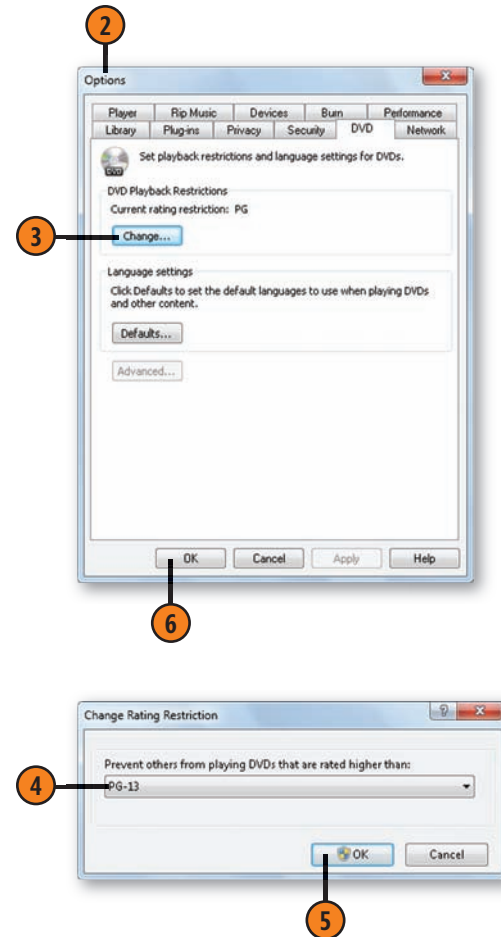 2
Options
Player Rip Music Devices Burn Performance
Library Plug-ins Privacy Security DVD Network
DVD
Set playback restrictions and language settings for DVDs.
DVD Playback Restrictions
Current rating restriction: PG
3
Change...
Language settings
Click Defaults to set the default languages to use when playing DVDs
and other content.
Defaults...
Advanced...
OK Cancel Apply Help
6
Change Rating Restriction
?
Prevent others from playing DVDs that are rated higher than:
4
PG-13
OK Cancel
5